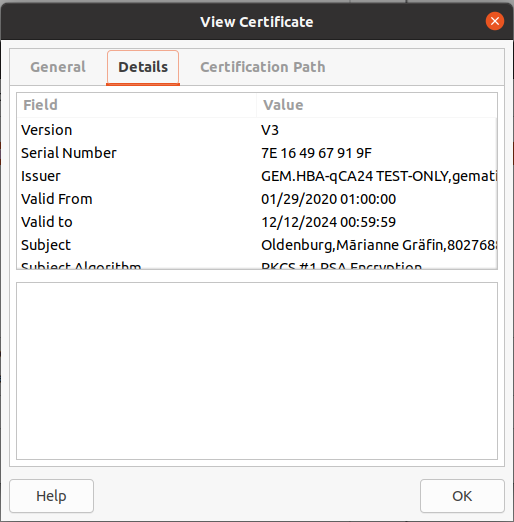 View Certificate
General Details Certification Path
Field Value
Version V3
Serial Number 7E 16 49 67 91 9F
Issuer GEM.HBA-qCA24 TEST-ONLY,gemati
Valid From 01/29/2020 01:00:00
Valid to 12/12/2024 00:59:59
Subject Oldenburg,Márianne Gräfin,8027688
Subject Algorithm PKCS #1 RSA Encryption
Help OK